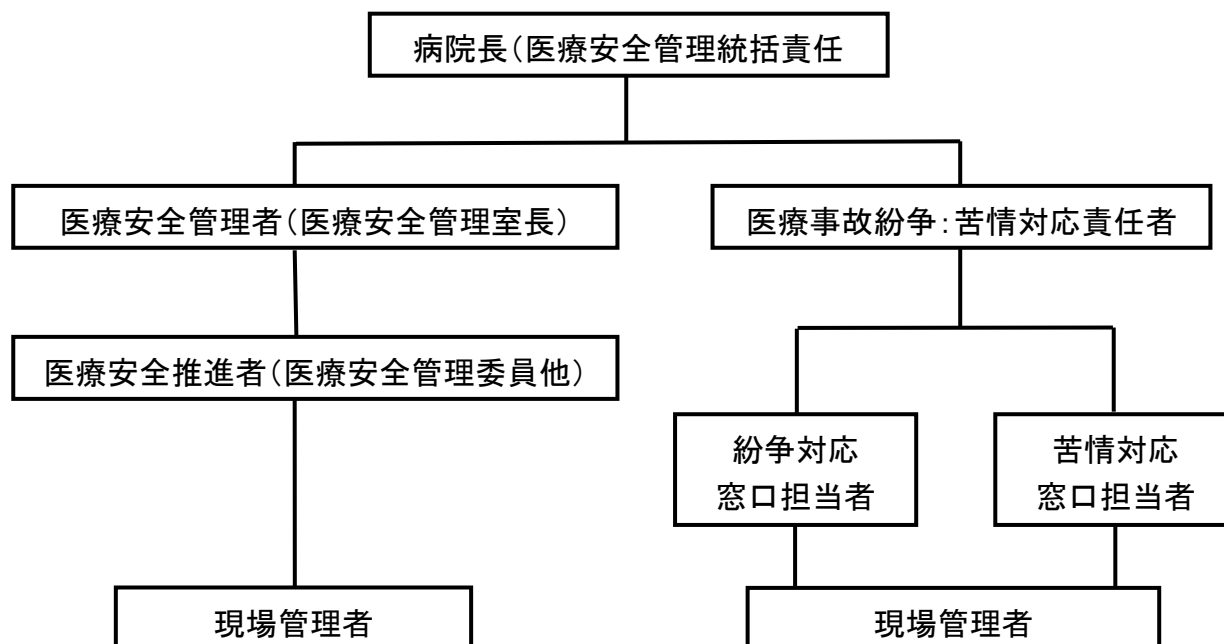 病院長(医療安全管理統括責任
医療安全管理者(医療安全管理室長)
医療事故紛争:苦情対応責任者
医療安全推進者(医療安全管理委員他)
紛争対応
窓口担当者
苦情対応
窓口担当者
現場管理者
現場管理者